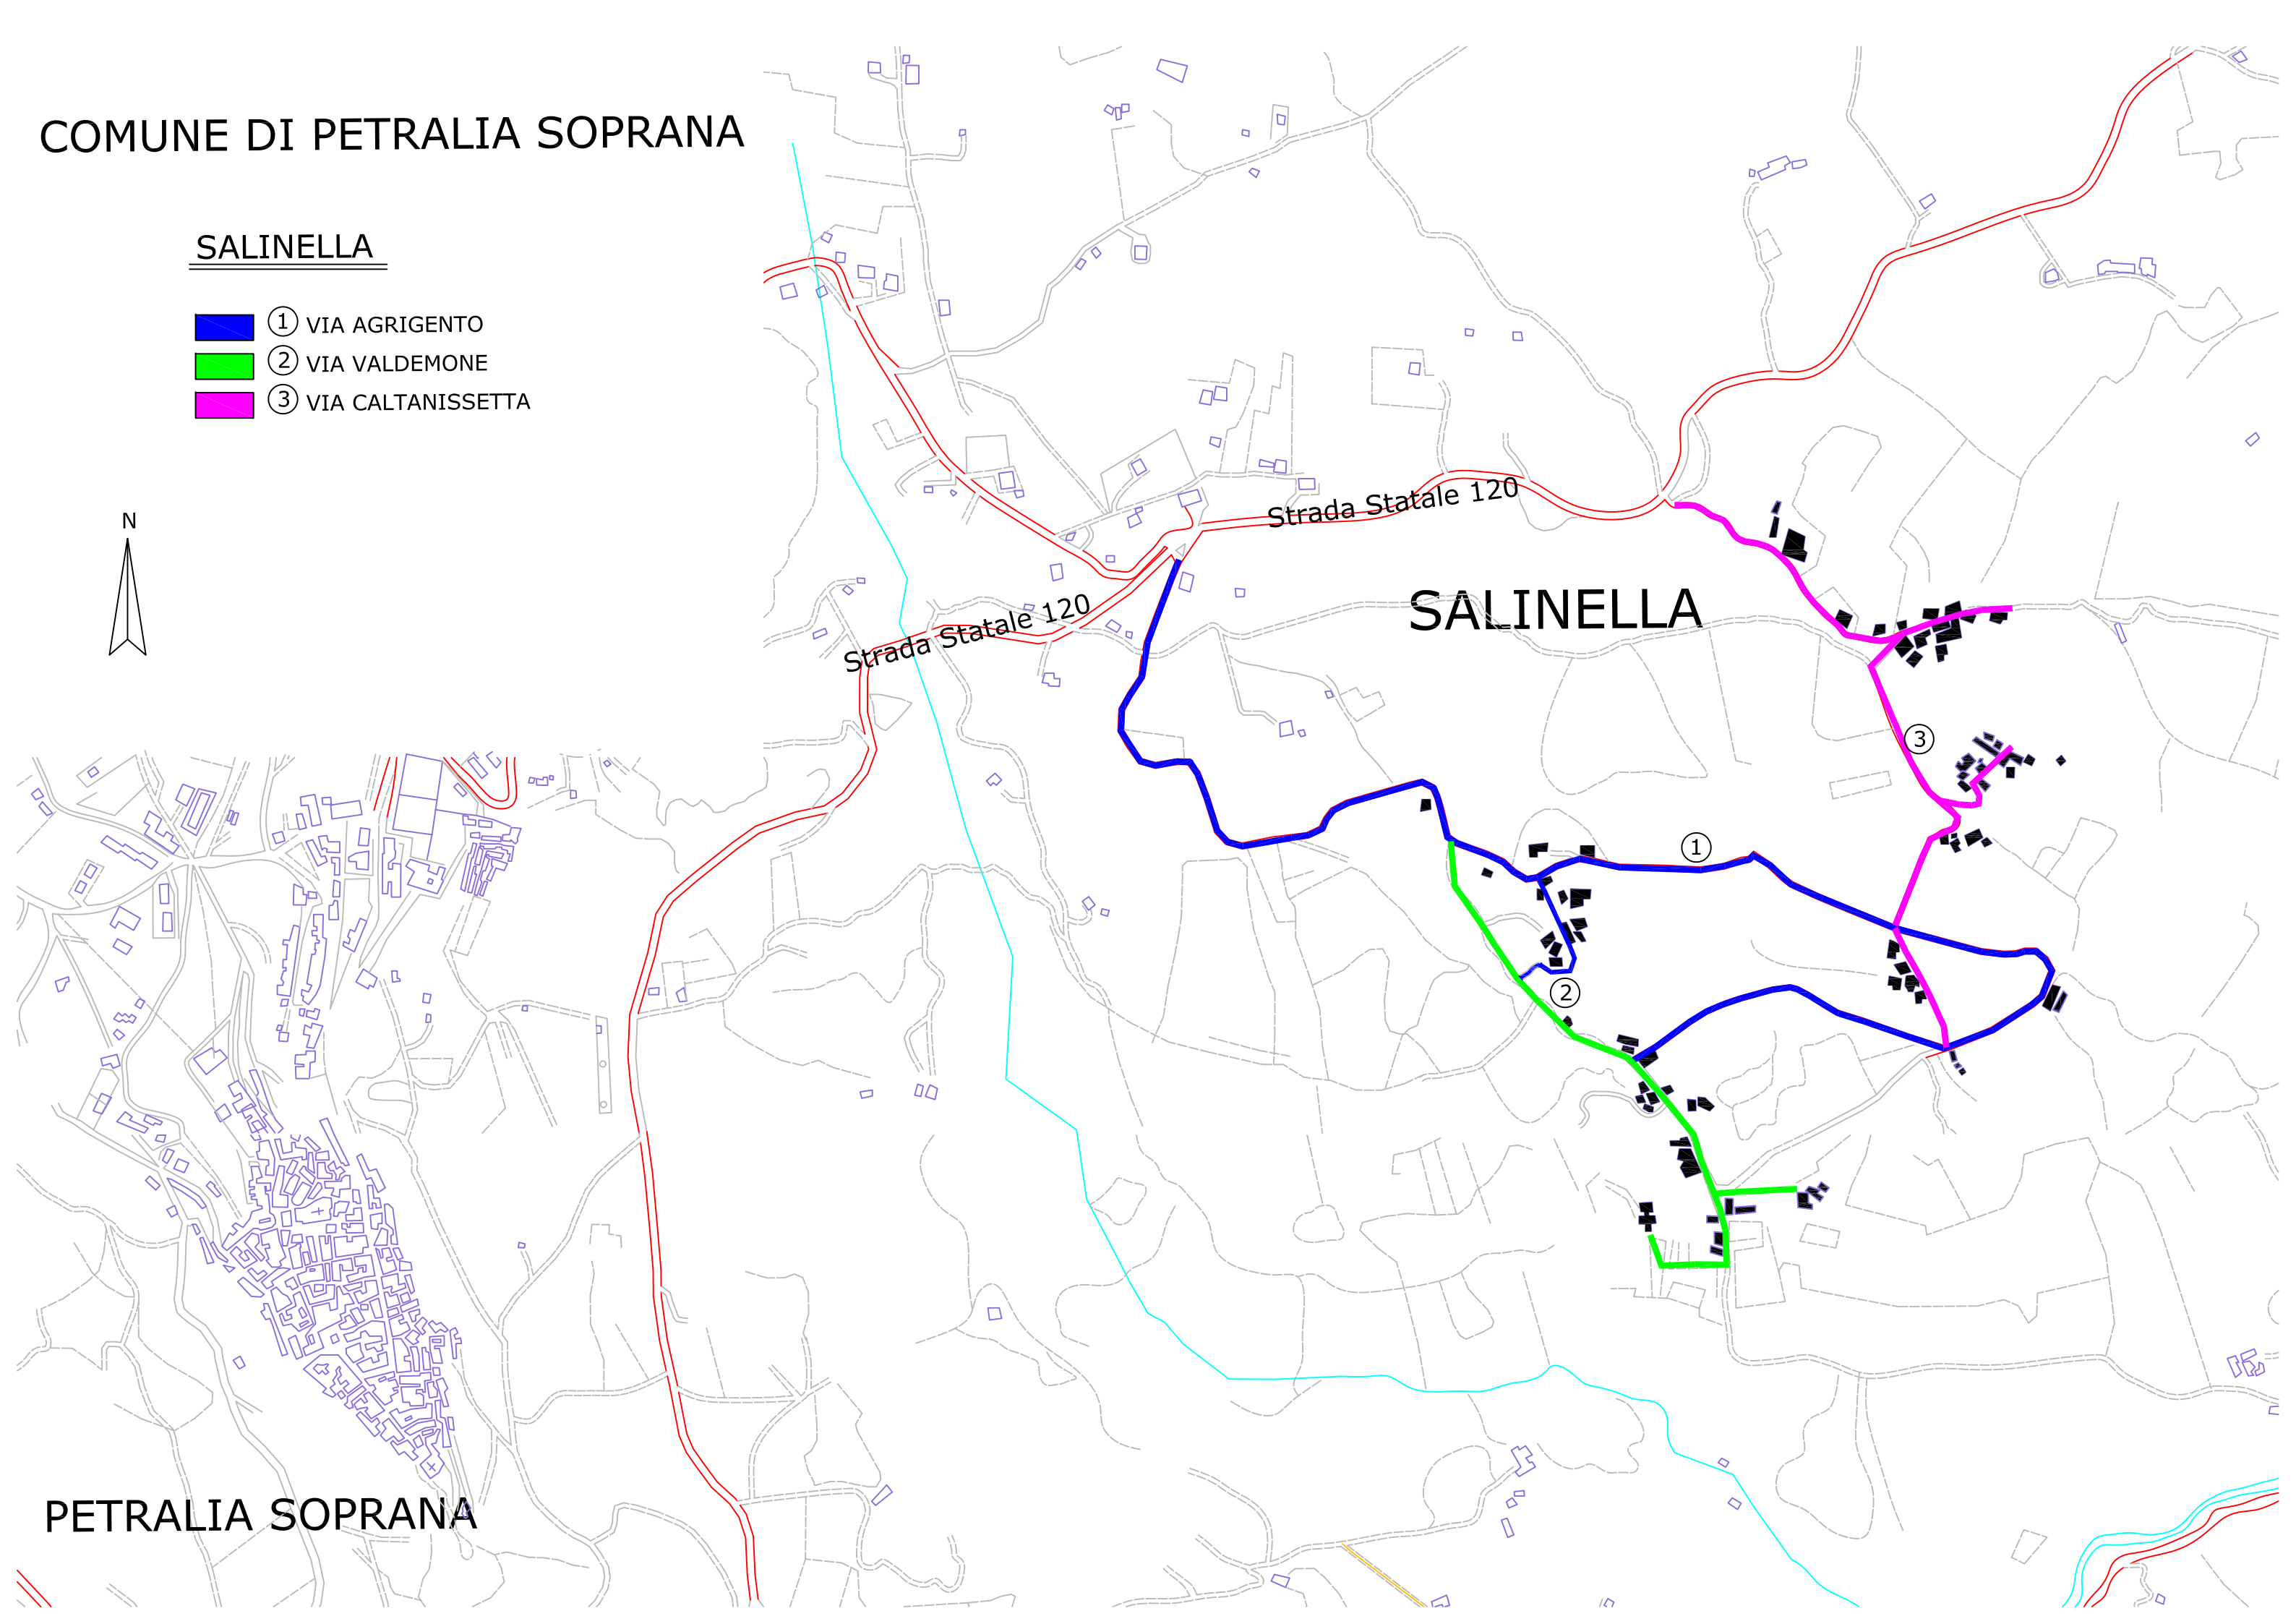 COMUNE DI PETRALIA SOPRANA
SALINELLA
1 VIA AGRIGENTO
2 VIA VALDEMONE
3 VIA CALTANISSETTA
N
Strada Statale 120
Strada Statale 120
SALINELLA
3
1
2
PETRALIA SOPRANA